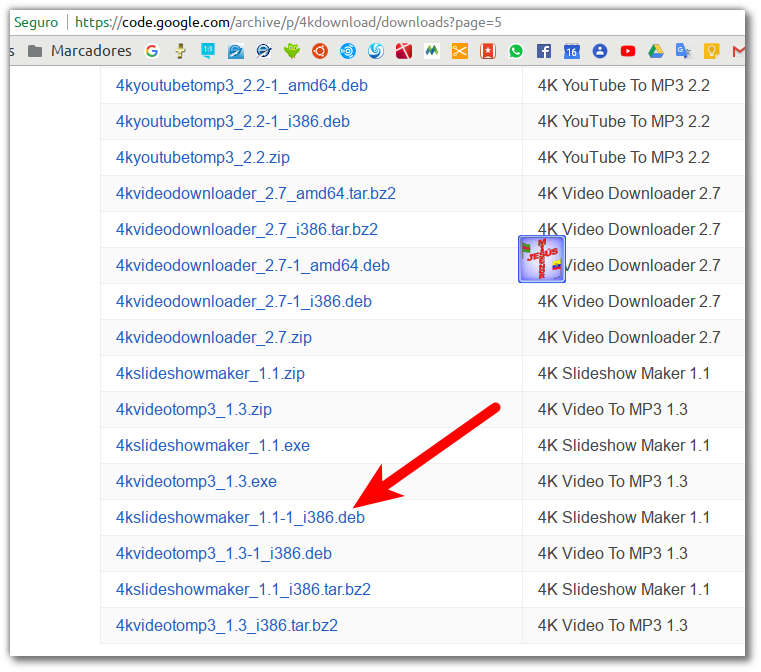 Seguro https://code.google.com/archive/p/4kdownload/downloads?page=5
s Marcadores
4kyoutubetomp3_2.2-1_amd64.deb 4K YouTube To MP3 2.2
4kyoutubetomp3_2.2-1_i386.deb 4K YouTube To MP3 2.2
4kyoutubetomp3_2.2.zip 4K YouTube To MP3 2.2
4kvideodownloader_2.7_amd64.tar.bz2 4K Video Downloader 2.7
4kvideodownloader_2.7_i386.tar.bz2 4K Video Downloader 2.7
4kvideodownloader_2.7-1_amd64.deb Video Downloader 2.7
JESÚS
4kvideodownloader_2.7-1_i386.deb 4K Video Downloader 2.7
4kvideodownloader_2.7.zip 4K Video Downloader 2.7
4kslideshowmaker_1.1.zip 4K Slideshow Maker 1.1
4kvideotomp3_1.3.zip 4K Video To MP3 1.3
4kslideshowmaker_1.1.exe 4K Slideshow Maker 1.1
4kvideotomp3_1.3.exe 4K Video To MP3 1.3
4kslideshowmaker_1.1-1_i386.deb 4K Slideshow Maker 1.1
4kvideotomp3_1.3-1_i386.deb 4K Video To MP3 1.3
4kslideshowmaker_1.1_i386.tar.bz2 4K Slideshow Maker 1.1
4kvideotomp3_1.3_i386.tar.bz2 4K Video To MP3 1.3